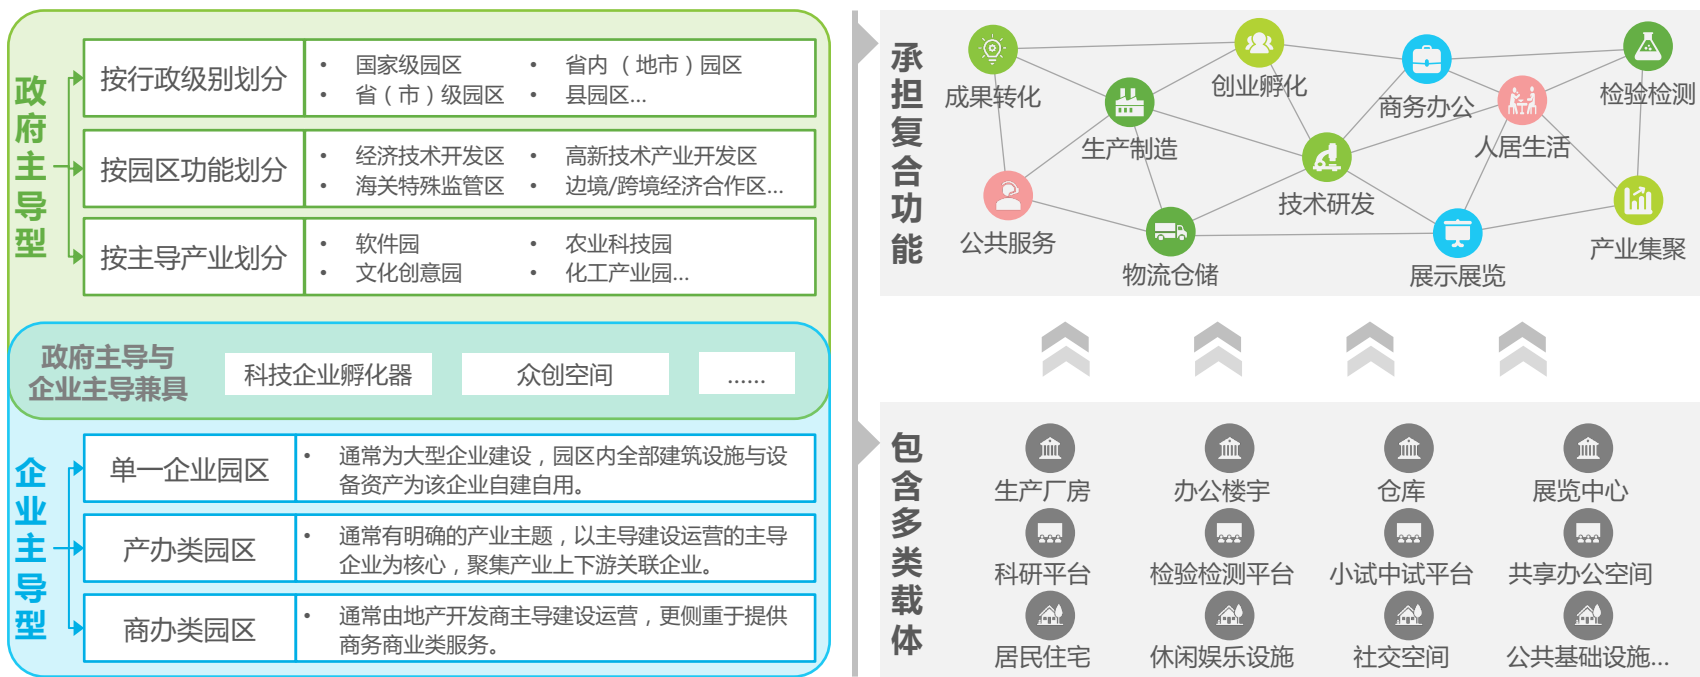 政府主导型
按行政级别划分
• 国家级园区
• 省（市）级园区
• 省内（地市）园区
• 县园区...
按园区功能划分
• 经济技术开发区
• 海关特殊监管区
• 高新技术产业开发区
• 边境/跨境经济合作区...
按主导产业划分
• 软件园
• 文化创意园
• 农业科技园
• 化工产业园...
政府主导与
企业主导兼具
科技企业孵化器
众创空间
......
企业主导型
单一企业园区
• 通常为大型企业建设，园区内全部建筑设施与设
备资产为该企业自建自用。
产办类园区
• 通常有明确的产业主题，以主导建设运营的主导
企业为核心，聚集产业上下游关联企业。
商办类园区
• 通常由地产开发商主导建设运营，更侧重于提供
商务商业类服务。
承担复合功能
成果转化
创业孵化
商务办公
检验检测
生产制造
人居生活
技术研发
公共服务
物流仓储
展示展览
产业集聚
包含多类载体
生产厂房
办公楼宇
仓库
展览中心
科研平台
检验检测平台
小试中试平台
共享办公空间
居民住宅
休闲娱乐设施
社交空间
公共基础设施...